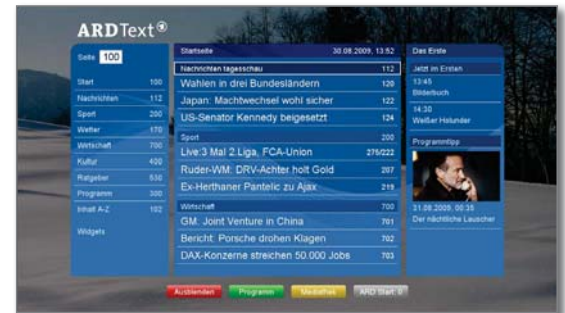 ARDText
Seite 100
Start 100
Nachrichten 112
Sport 200
Wetter 170
Wirtschaft 700
Kultur 400
Ratgeber 530
Programm 300
Inhalt A-Z 102
Widgets
Startseite 30.08.2009, 13:52
Nachrichten tagesschau 112
Wahlen in drei Bundesländern 120
Japan: Machtwechsel wohl sicher 122
US-Senator Kennedy beigesetzt 124
Sport 200
Live:3 Mal 2.Liga, FCA-Union 275/222
Ruder-WM: DRV-Achter holt Gold 207
Ex-Herthaner Pantelic zu Ajax 219
Wirtschaft 700
GM: Joint Venture in China 701
Bericht: Porsche drohen Klagen 702
DAX-Konzerne streichen 50.000 Jobs 703
Das Erste
Jetzt im Ersten
13:45
Bilderbuch
14:30
Weißer Holunder
Programmtipp
31.08.2009, 00:35
Der nächtliche Lauscher
Ausblenden Programm Mediathek ARD Start: 0